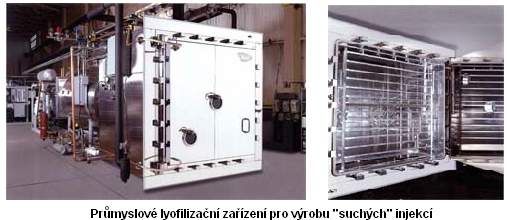 Průmyslové lyofilizační zařízení pro výrobu "suchých" injekcí